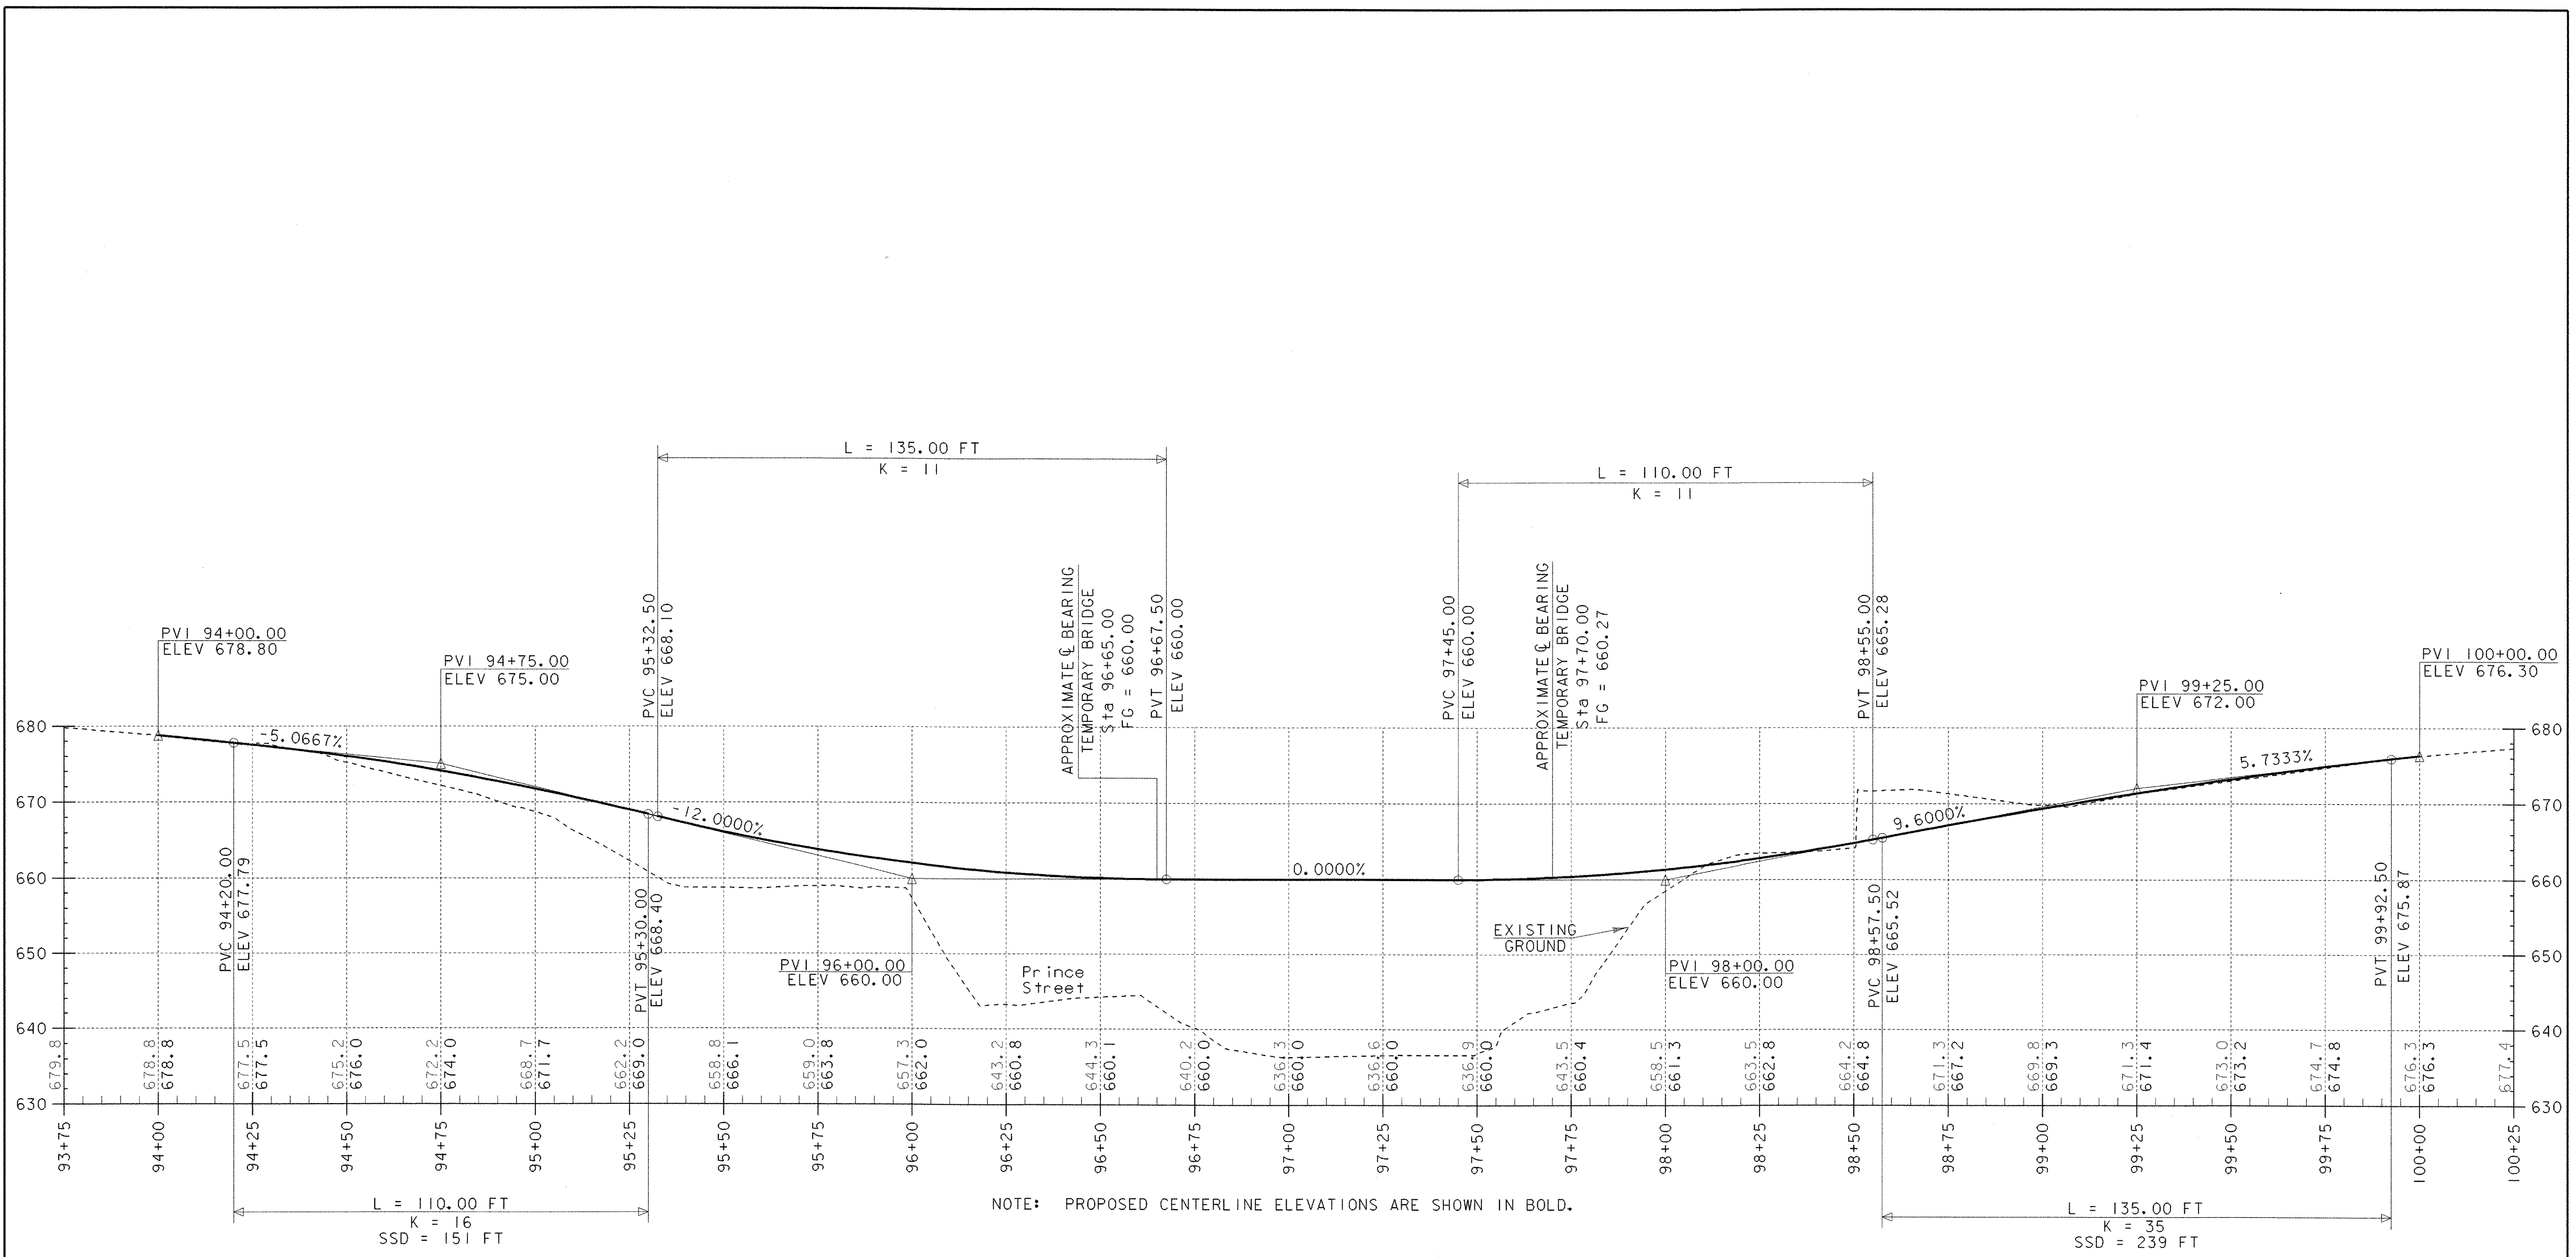 L = 135.00 FT
K = 11
L = 110.00 FT
K = 11
PVI 94+00.00
ELEV 678.80
PVI 94+75.00
ELEV 675.00
PVC 95+32.50
ELEV 668.10
APPROXIMATE ℄ BEARING
TEMPORARY BRIDGE
Sta 96+65.00
FG = 660.00
PVT 96+67.50
ELEV 660.00
PVC 97+45.00
ELEV 660.00
APPROXIMATE ℄ BEARING
TEMPORARY BRIDGE
Sta 97+70.00
FG = 660.27
PVT 98+55.00
ELEV 665.28
PVI 99+25.00
ELEV 672.00
PVI 100+00.00
ELEV 676.30
680
670
660
650
640
630
680
670
660
650
640
630
-5.0667%
-12.0000%
0.0000%
9.6000%
5.7333%
PVC 94+20.00
ELEV 677.79
PVT 95+30.00
ELEV 668.40
PVI 96+00.00
ELEV 660.00
Prince
Street
EXISTING
GROUND
PVI 98+00.00
ELEV 660.00
PVC 98+57.50
ELEV 665.52
PVT 99+92.50
ELEV 675.87
679.8
678.8
678.8
677.5
677.5
675.2
676.0
672.2
674.0
668.7
671.7
662.2
669.0
658.8
666.1
659.0
663.8
657.3
662.0
643.2
660.8
644.3
660.1
640.2
660.0
636.3
660.0
636.6
660.0
636.9
660.0
643.5
660.4
658.5
661.3
663.5
662.8
664.2
664.8
671.3
667.2
669.8
669.3
671.3
671.4
673.0
673.2
674.7
674.8
676.3
676.3
677.4
93+75
94+00
94+25
94+50
94+75
95+00
95+25
95+50
95+75
96+00
96+25
96+50
96+75
97+00
97+25
97+50
97+75
98+00
98+25
98+50
98+75
99+00
99+25
99+50
99+75
100+00
100+25
L = 110.00 FT
K = 16
SSD = 151 FT
NOTE: PROPOSED CENTERLINE ELEVATIONS ARE SHOWN IN BOLD.
L = 135.00 FT
K = 35
SSD = 239 FT